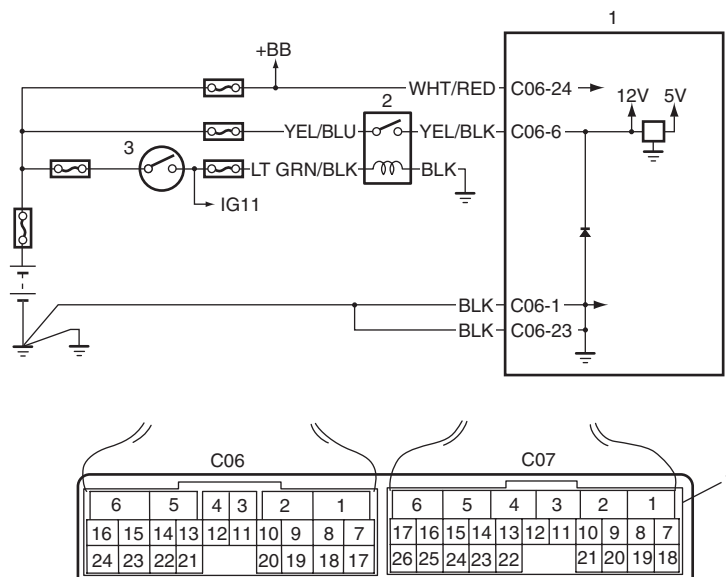 1
+BB
WHT/RED C06-24
2
12V 5V
YEL/BLU YEL/BLK C06-6
3
LT GRN/BLK BLK
IG11
BLK C06-1
BLK C06-23
C06 C07
6 5 4 3 2 1 6 5 4 3 2 1
16 15 14 13 12 11 10 9 8 7 17 16 15 14 13 12 11 10 9 8 7
24 23 22 21 20 19 18 17 26 25 24 23 22 21 20 19 18